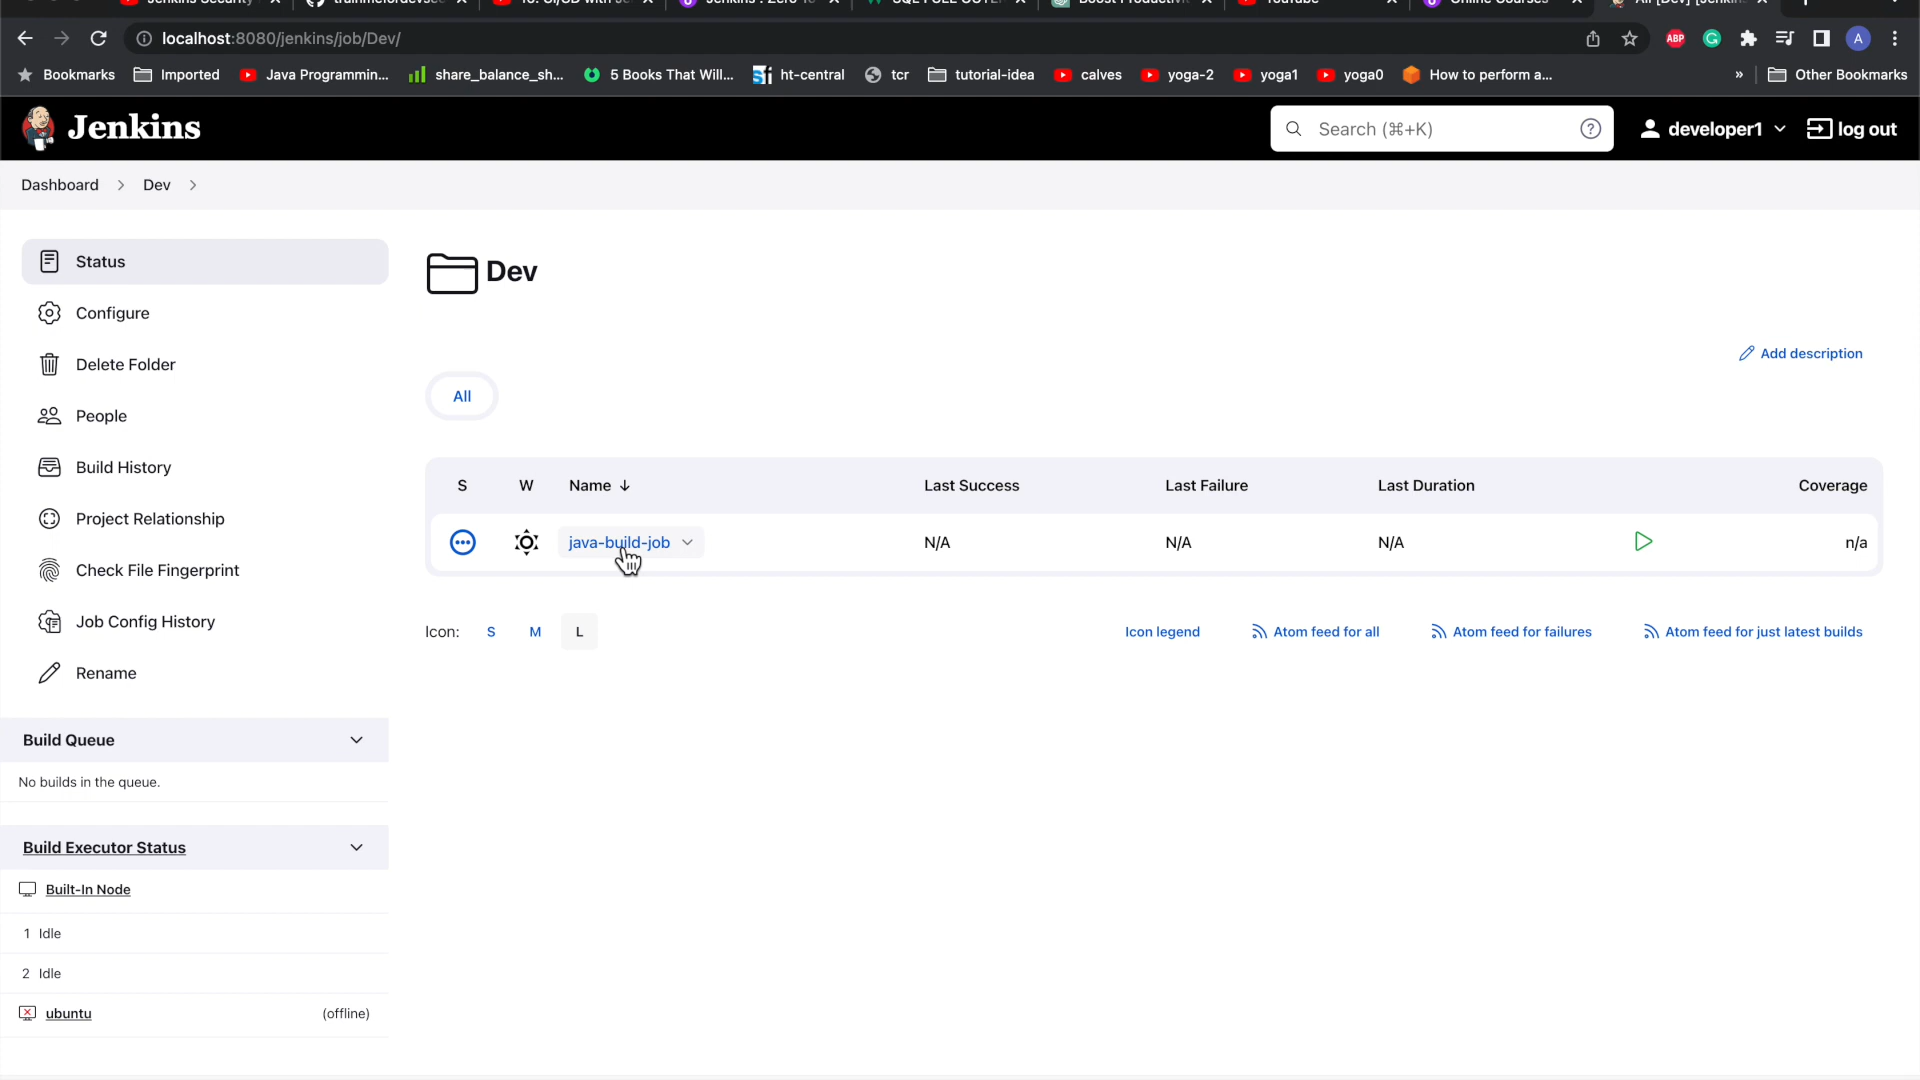 localhost:8080/jenkins/job/Dev/
ABP
A
Bookmarks
Imported
Java Programmin...
share_balance_sh...
5 Books That Will...
ht-central
tcr
tutorial-idea
calves
yoga-2
yoga1
yoga0
How to perform a...
»
Other Bookmarks
Jenkins
Search (⌘+K)
developer1
log out
Dashboard
Dev
Status
Configure
Delete Folder
People
Build History
Project Relationship
Check File Fingerprint
Job Config History
Rename
Build Queue
No builds in the queue.
Build Executor Status
Built-In Node
1 Idle
2 Idle
ubuntu (offline)
Dev
Add description
All
S W Name ↓ Last Success Last Failure Last Duration Coverage
java-build-job N/A N/A N/A n/a
Icon: S M L
Icon legend
Atom feed for all
Atom feed for failures
Atom feed for just latest builds